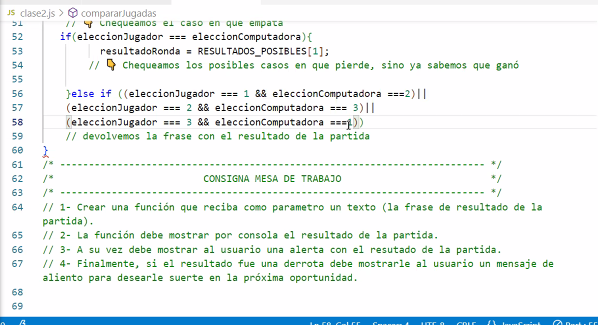 JS clase2.js > compararJugadas
51 // 👇 Chequeamos el caso en que empata
52 if(eleccionJugador === eleccionComputadora){
53 resultadoRonda = RESULTADOS_POSIBLES[1];
54 // 👇 Chequeamos los posibles casos en que pierde, sino ya sabemos que ganó
55
56 }else if ((eleccionJugador === 1 && eleccionComputadora ===2)||
57 (eleccionJugador === 2 && eleccionComputadora === 3)||
58 (eleccionJugador === 3 && eleccionComputadora ===1))
59 // devolvemos la frase con el resultado de la partida
60 }
61 /* ---------------------------------------------------------------- */
62 /* CONSIGNA MESA DE TRABAJO */
63 /* ---------------------------------------------------------------- */
64 // 1- Crear una función que reciba como parametro un texto (la frase de resultado de la
partida).
65 // 2- La función debe mostrar por consola el resultado de la partida.
66 // 3- A su vez debe mostrar al usuario una alerta con el resutado de la partida.
67 // 4- Finalmente, si el resultado fue una derrota debe mostrarle al usuario un mensaje de
aliento para desearle suerte en la próxima oportunidad.
68
69